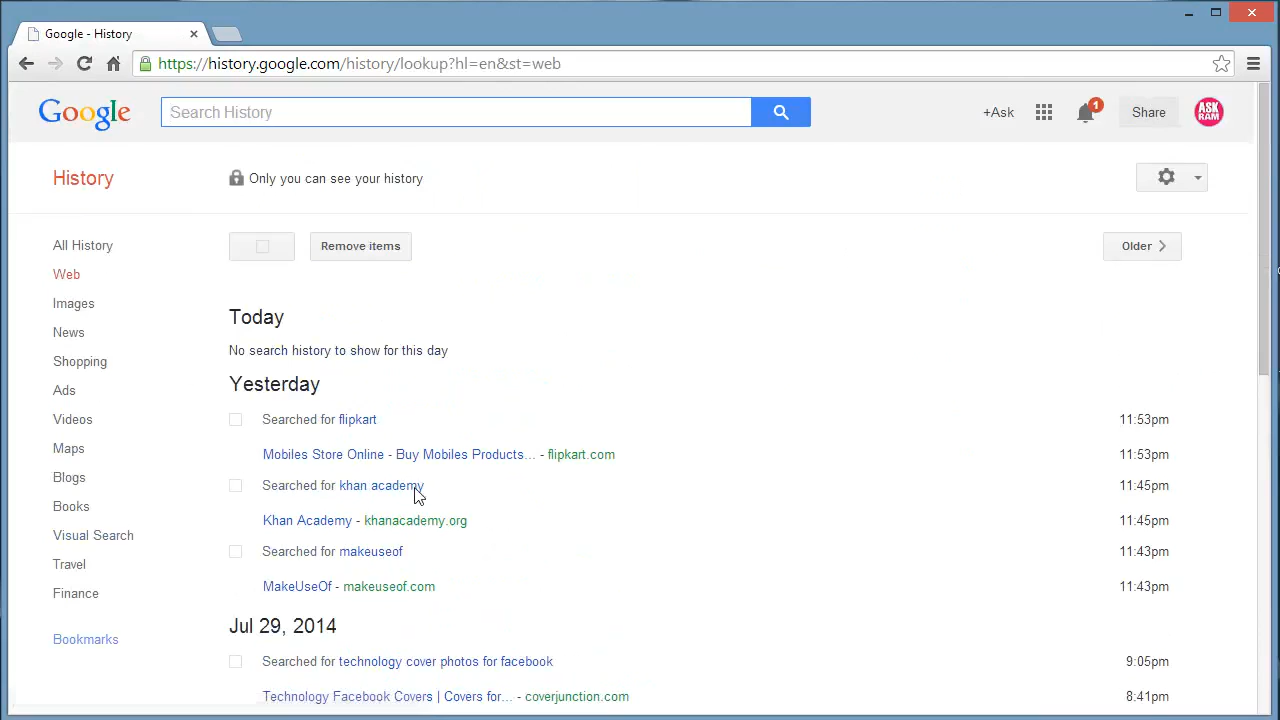 Google - History
https://history.google.com/history/lookup?hl=en&st=web
Google
Search History
+Ask
1
Share
ASK
RAM
History
Only you can see your history
All History
Remove items
Older
Web
Images
News
Shopping
Ads
Videos
Maps
Blogs
Books
Visual Search
Travel
Finance
Bookmarks
Today
No search history to show for this day
Yesterday
Searched for flipkart 11:53pm
Mobiles Store Online - Buy Mobiles Products... - flipkart.com 11:53pm
Searched for khan academy 11:45pm
Khan Academy - khanacademy.org 11:45pm
Searched for makeuseof 11:43pm
MakeUseOf - makeuseof.com 11:43pm
Jul 29, 2014
Searched for technology cover photos for facebook 9:05pm
Technology Facebook Covers | Covers for... - coverjunction.com 8:41pm